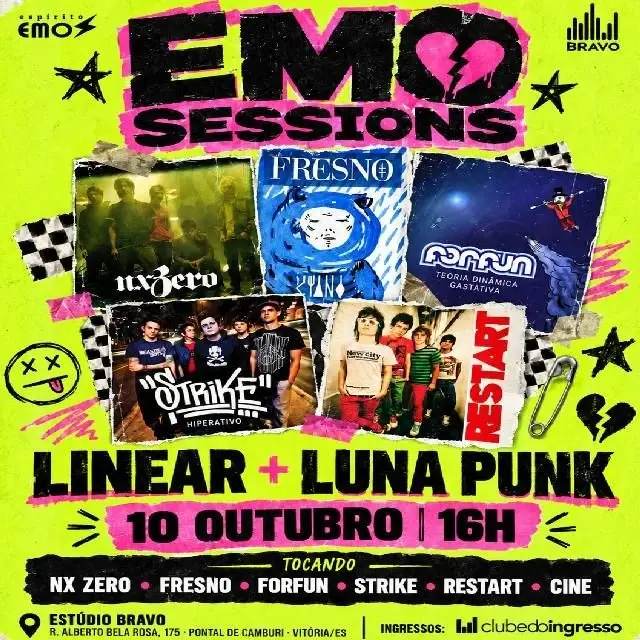 espírito
EMO
BRAVO
EMO
SESSIONS
nxzero
FRESNO
forfun
TEORIA DINÂMICA
GASTATIVA
"STRIKE"
HIPERATIVO
New city
RESTART
LINEAR + LUNA PUNK
10 OUTUBRO | 16H
TOCANDO
NX ZERO • FRESNO • FORFUN • STRIKE • RESTART • CINE
ESTÚDIO BRAVO
R. ALBERTO BELA ROSA, 175 · PONTAL DE CAMBURI · VITÓRIA/ES
INGRESSOS: clubedoingresso